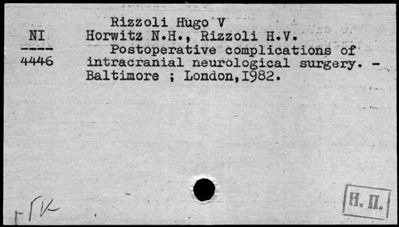 Rizzoli Hugo V
NI
----
4446
Horwitz N.H., Rizzoli H.V.
Postoperative complications of
intracranial neurological surgery. -
Baltimore ; London,1982.
Н. П.